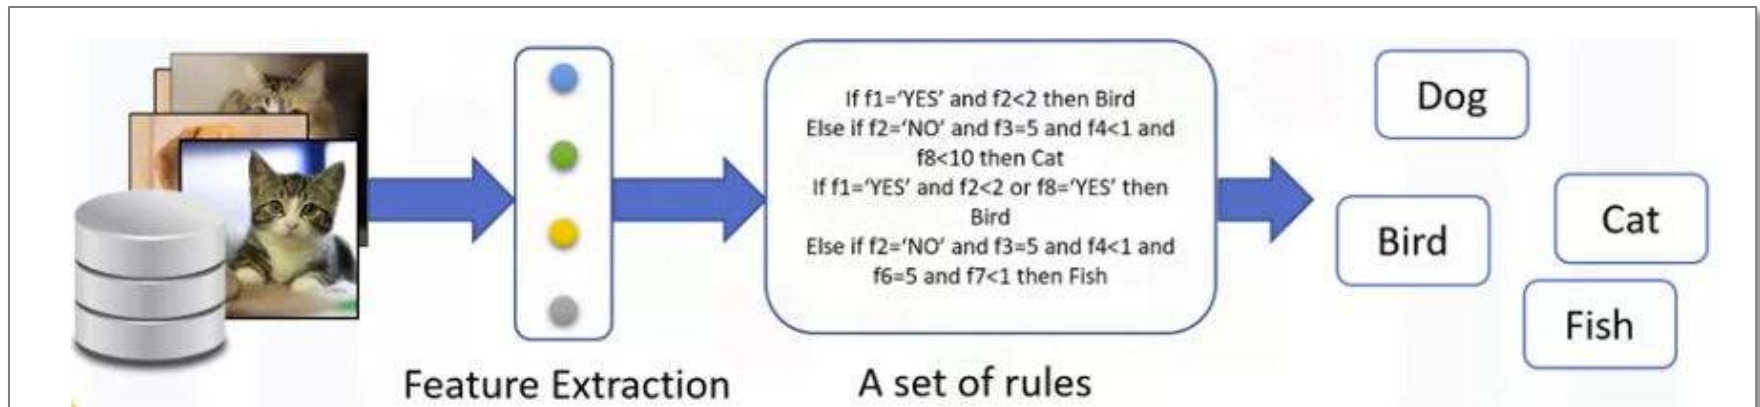 If f1='YES' and f2<2 then Bird
Else if f2='NO' and f3=5 and f4<1 and
f8<10 then Cat
If f1='YES' and f2<2 or f8='YES' then
Bird
Else if f2='NO' and f3=5 and f4<1 and
f6=5 and f7<1 then Fish
Feature Extraction
A set of rules
Dog
Bird
Cat
Fish